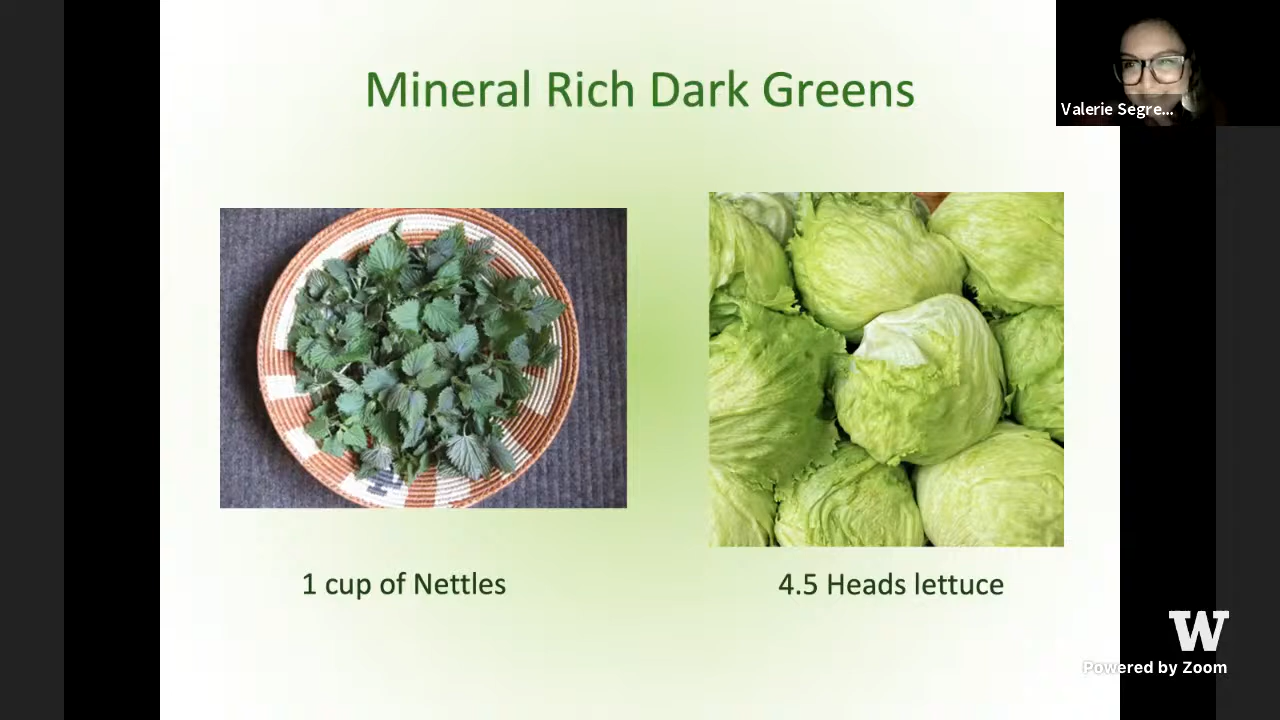 Mineral Rich Dark Greens
Valerie Segre...
1 cup of Nettles
4.5 Heads lettuce
W
Powered by Zoom